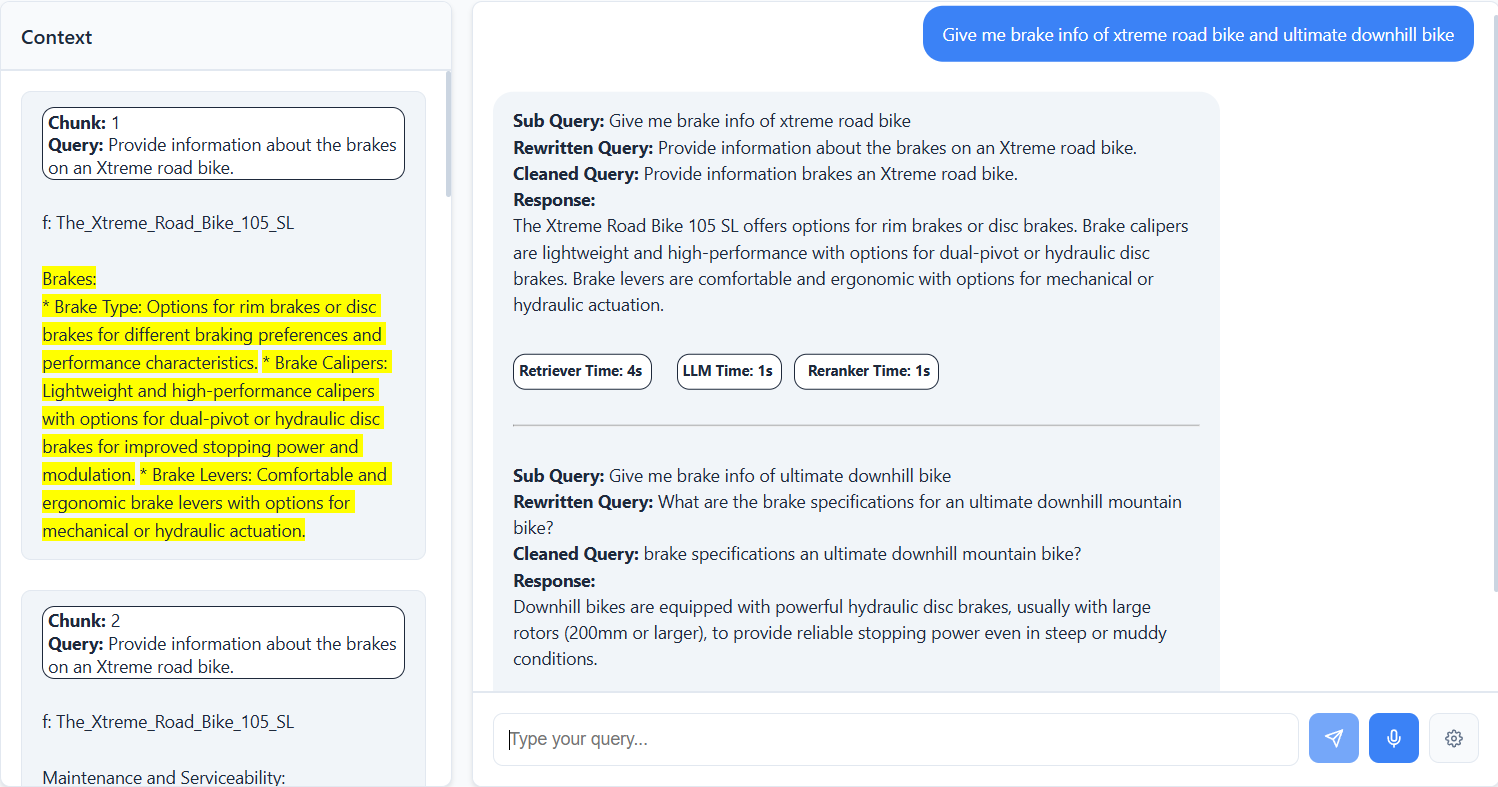 Context
Chunk: 1
Query: Provide information about the brakes
on an Xtreme road bike.
f: The_Xtreme_Road_Bike_105_SL
Brakes:
* Brake Type: Options for rim brakes or disc
brakes for different braking preferences and
performance characteristics. * Brake Calipers:
Lightweight and high-performance calipers
with options for dual-pivot or hydraulic disc
brakes for improved stopping power and
modulation. * Brake Levers: Comfortable and
ergonomic brake levers with options for
mechanical or hydraulic actuation.
Chunk: 2
Query: Provide information about the brakes
on an Xtreme road bike.
f: The_Xtreme_Road_Bike_105_SL
Maintenance and Serviceability:
Give me brake info of xtreme road bike and ultimate downhill bike
Sub Query: Give me brake info of xtreme road bike
Rewritten Query: Provide information about the brakes on an Xtreme road bike.
Cleaned Query: Provide information brakes an Xtreme road bike.
Response:
The Xtreme Road Bike 105 SL offers options for rim brakes or disc brakes. Brake calipers
are lightweight and high-performance with options for dual-pivot or hydraulic disc
brakes. Brake levers are comfortable and ergonomic with options for mechanical or
hydraulic actuation.
Retriever Time: 4s LLM Time: 1s Reranker Time: 1s
Sub Query: Give me brake info of ultimate downhill bike
Rewritten Query: What are the brake specifications for an ultimate downhill mountain
bike?
Cleaned Query: brake specifications an ultimate downhill mountain bike?
Response:
Downhill bikes are equipped with powerful hydraulic disc brakes, usually with large
rotors (200mm or larger), to provide reliable stopping power even in steep or muddy
conditions.
Type your query...